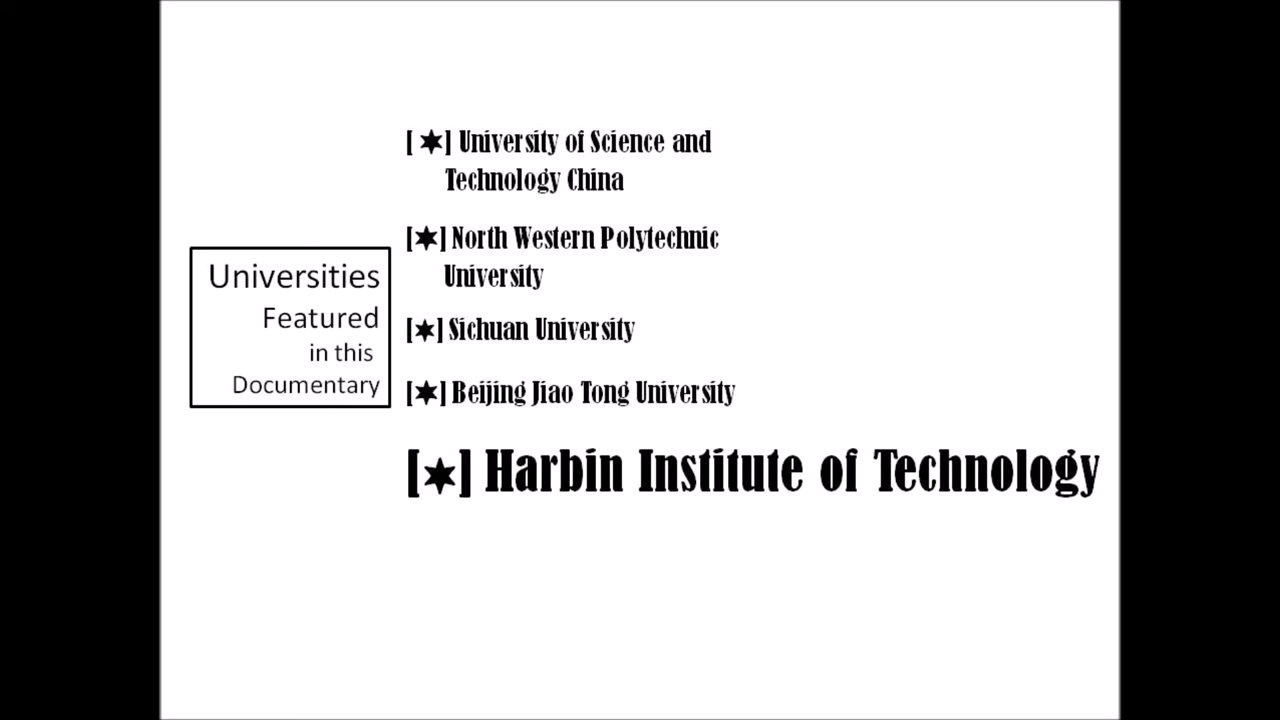 Universities
Featured
in this
Documentary
[★] University of Science and
Technology China
[★] North Western Polytechnic
University
[★] Sichuan University
[★] Beijing Jiao Tong University
[★] Harbin Institute of Technology